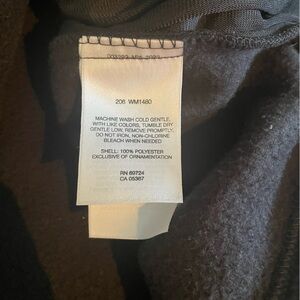 206 WM1480
MACHINE WASH COLD GENTLE,
WITH LIKE COLORS, TUMBLE DRY
GENTLE LOW, REMOVE PROMPTLY,
DO NOT IRON, NON-CHLORINE
BLEACH WHEN NEEDED
SHELL: 100% POLYESTER
EXCLUSIVE OF ORNAMENTATION
RN 69724
CA 05367